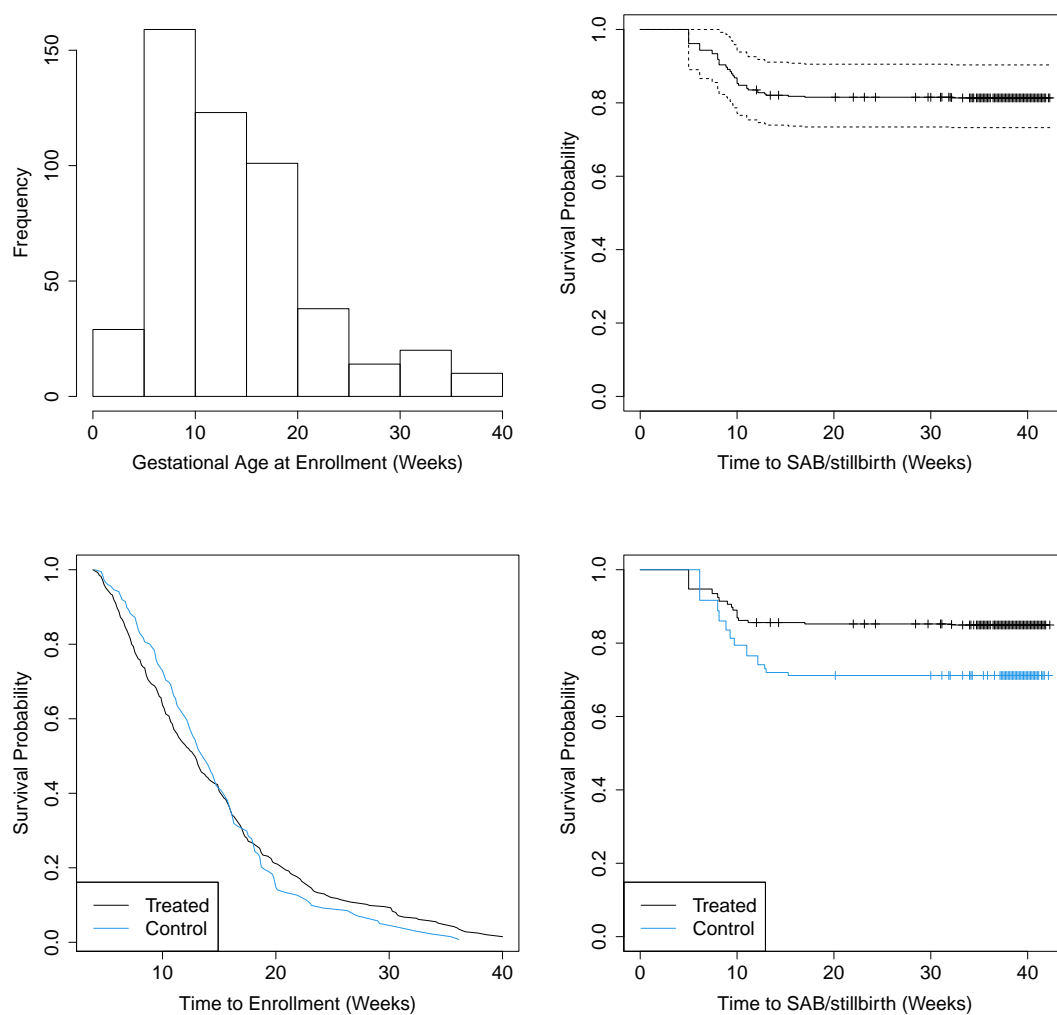 150
100
50
0
Frequency
0 10 20 30 40
Gestational Age at Enrollment (Weeks)
1.0
0.8
0.6
0.4
0.2
0.0
Survival Probability
0 10 20 30 40
Time to SAB/stillbirth (Weeks)
1.0
0.8
0.6
0.4
0.2
0.0
Survival Probability
Treated
Control
10 20 30 40
Time to Enrollment (Weeks)
1.0
0.8
0.6
0.4
0.2
0.0
Survival Probability
Treated
Control
0 10 20 30 40
Time to SAB/stillbirth (Weeks)